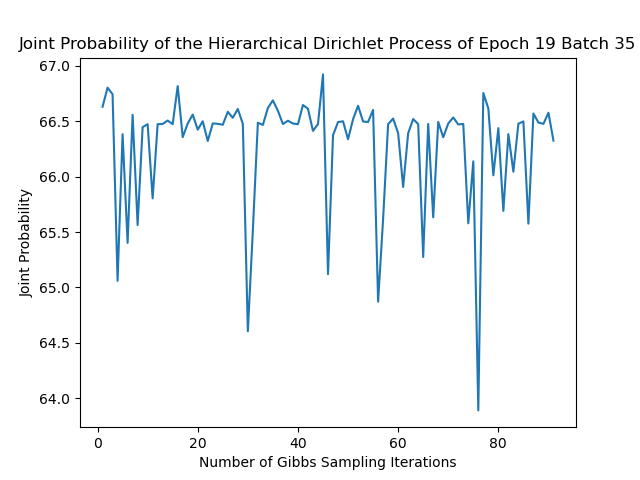 Joint Probability of the Hierarchical Dirichlet Process of Epoch 19 Batch 35
67.0
66.5
66.0
65.5
65.0
64.5
64.0
Joint Probability
0 20 40 60 80
Number of Gibbs Sampling Iterations